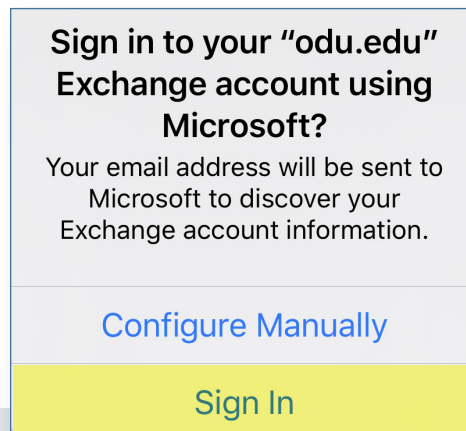 Sign in to your “odu.edu”
Exchange account using
Microsoft?
Your email address will be sent to
Microsoft to discover your
Exchange account information.
Configure Manually
Sign In